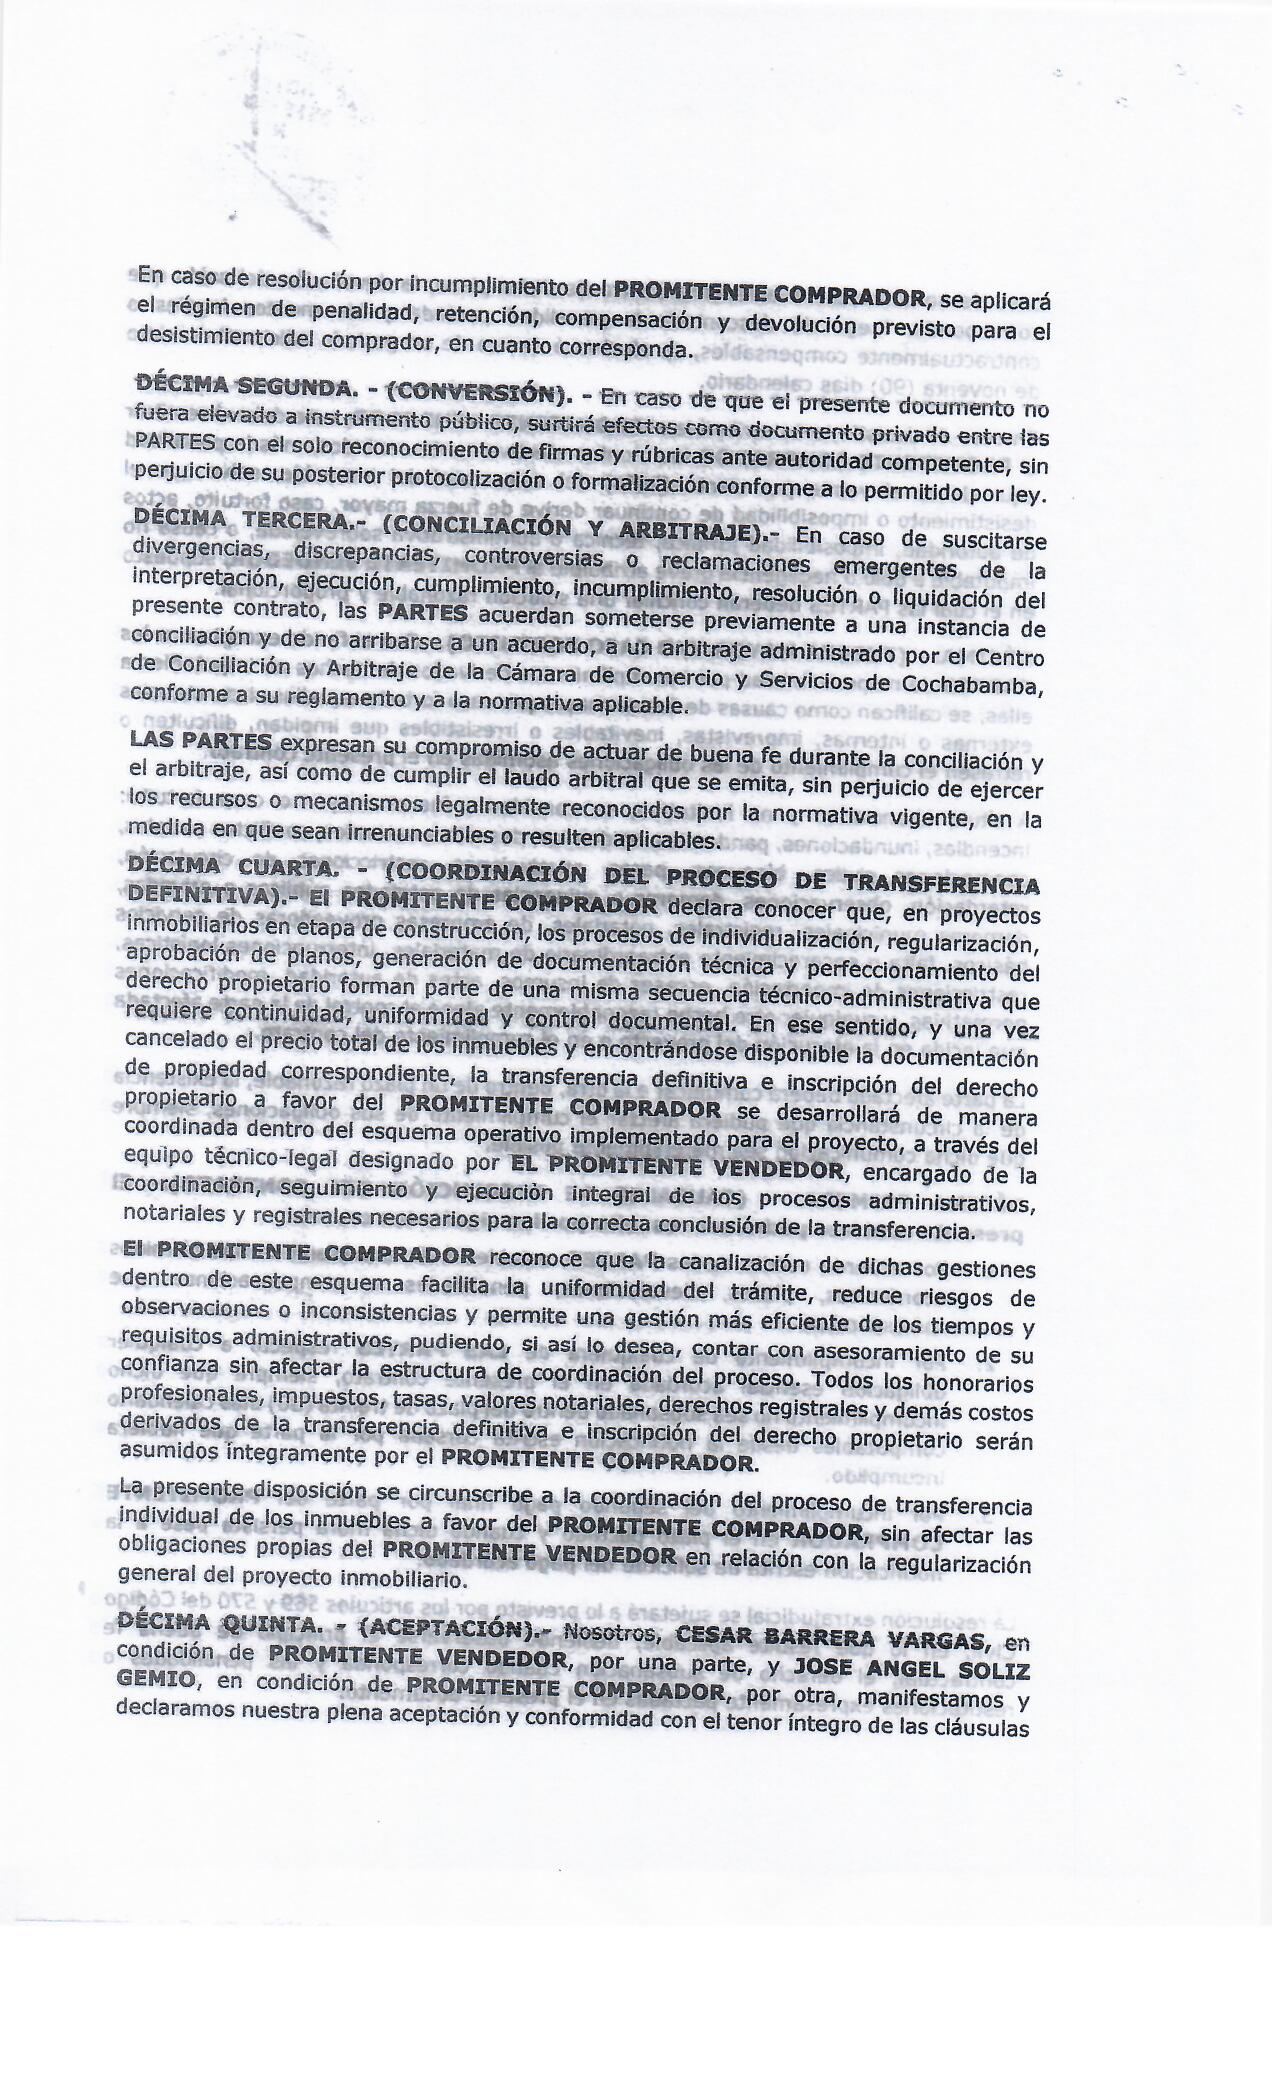 En caso de resolución por incumplimiento del PROMITENTE COMPRADOR, se aplicará
el régimen de penalidad, retención, compensación y devolución previsto para el
desistimiento del comprador, en cuanto corresponda.
DÉCIMA SEGUNDA. - (CONVERSIÓN). - En caso de que el presente documento no
fuera elevado a instrumento público, surtirá efectos como documento privado entre las
PARTES con el solo reconocimiento de firmas y rúbricas ante autoridad competente, sin
perjuicio de su posterior protocolización o formalización conforme a lo permitido por ley.
DÉCIMA TERCERA.- (CONCILIACIÓN Y ARBITRAJE).- En caso de suscitarse
divergencias, discrepancias, controversias o reclamaciones emergentes de la
interpretación, ejecución, cumplimiento, incumplimiento, resolución o liquidación del
presente contrato, las PARTES acuerdan someterse previamente a una instancia de
conciliación y de no arribarse a un acuerdo, a un arbitraje administrado por el Centro
de Conciliación y Arbitraje de la Cámara de Comercio y Servicios de Cochabamba,
conforme a su reglamento y a la normativa aplicable.
LAS PARTES expresan su compromiso de actuar de buena fe durante la conciliación y
el arbitraje, así como de cumplir el laudo arbitral que se emita, sin perjuicio de ejercer
los recursos o mecanismos legalmente reconocidos por la normativa vigente, en la
medida en que sean irrenunciables o resulten aplicables.
DÉCIMA CUARTA. - (COORDINACIÓN DEL PROCESO DE TRANSFERENCIA
DEFINITIVA).- El PROMITENTE COMPRADOR declara conocer que, en proyectos
inmobiliarios en etapa de construcción, los procesos de individualización, regularización,
aprobación de planos, generación de documentación técnica y perfeccionamiento del
derecho propietario forman parte de una misma secuencia técnico-administrativa que
requiere continuidad, uniformidad y control documental. En ese sentido, y una vez
cancelado el precio total de los inmuebles y encontrándose disponible la documentación
de propiedad correspondiente, la transferencia definitiva e inscripción del derecho
propietario a favor del PROMITENTE COMPRADOR se desarrollará de manera
coordinada dentro del esquema operativo implementado para el proyecto, a través del
equipo técnico-legal designado por EL PROMITENTE VENDEDOR, encargado de la
coordinación, seguimiento y ejecución integral de los procesos administrativos,
notariales y registrales necesarios para la correcta conclusión de la transferencia.
El PROMITENTE COMPRADOR reconoce que la canalización de dichas gestiones
dentro de este esquema facilita la uniformidad del trámite, reduce riesgos de
observaciones o inconsistencias y permite una gestión más eficiente de los tiempos y
requisitos administrativos, pudiendo, si así lo desea, contar con asesoramiento de su
confianza sin afectar la estructura de coordinación del proceso. Todos los honorarios
profesionales, impuestos, tasas, valores notariales, derechos registrales y demás costos
derivados de la transferencia definitiva e inscripción del derecho propietario serán
asumidos íntegramente por el PROMITENTE COMPRADOR.
La presente disposición se circunscribe a la coordinación del proceso de transferencia
individual de los inmuebles a favor del PROMITENTE COMPRADOR, sin afectar las
obligaciones propias del PROMITENTE VENDEDOR en relación con la regularización
general del proyecto inmobiliario.
DÉCIMA QUINTA. - (ACEPTACIÓN).- Nosotros, CESAR BARRERA VARGAS, en
condición de PROMITENTE VENDEDOR, por una parte, y JOSE ANGEL SOLIZ
GEMIO, en condición de PROMITENTE COMPRADOR, por otra, manifestamos y
declaramos nuestra plena aceptación y conformidad con el tenor íntegro de las cláusulas